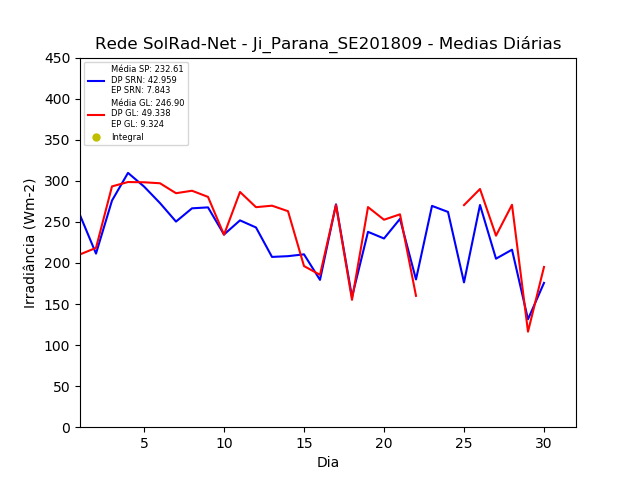 Rede SolRad-Net - Ji_Parana_SE201809 - Medias Diárias
450
400
350
300
250
200
150
100
50
0
Irradiância (Wm-2)
Média SP: 232.61
DP SRN: 42.959
EP SRN: 7.843
Média GL: 246.90
DP GL: 49.338
EP GL: 9.324
Integral
5
10
15
20
25
30
Dia